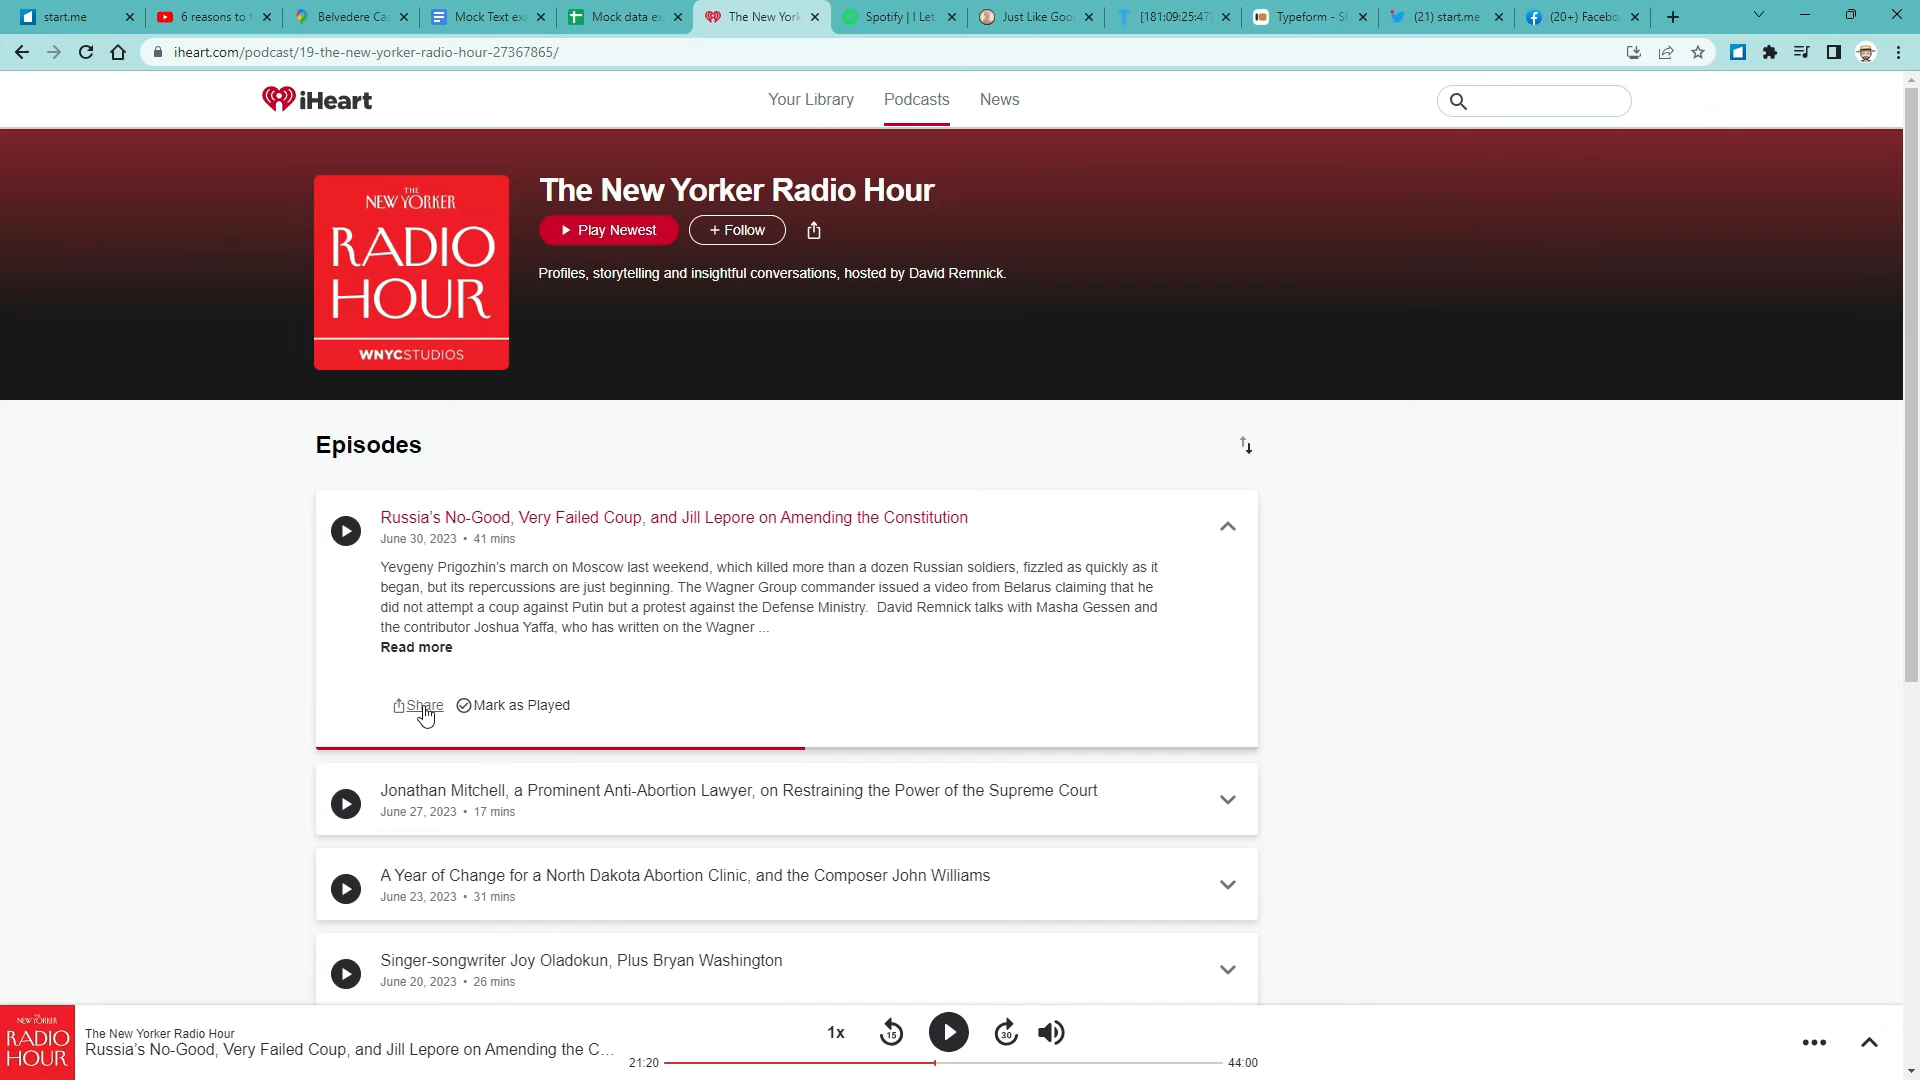 start.me
6 reasons to t
Belvedere Ca
Mock Text ex
Mock data e
The New York
Spotify | I Let
Just Like Goo
[181:09:25:47]
Typeform - S
(21) start.me
(20+) Facebo
iheart.com/podcast/19-the-new-yorker-radio-hour-27367865/
iHeart
Your Library
Podcasts
News
THE
NEW YORKER
RADIO
HOUR
WNYCSTUDIOS
The New Yorker Radio Hour
Play Newest
+ Follow
Profiles, storytelling and insightful conversations, hosted by David Remnick.
Episodes
Russia's No-Good, Very Failed Coup, and Jill Lepore on Amending the Constitution
June 30, 2023 • 41 mins
Yevgeny Prigozhin's march on Moscow last weekend, which killed more than a dozen Russian soldiers, fizzled as quickly as it
began, but its repercussions are just beginning. The Wagner Group commander issued a video from Belarus claiming that he
did not attempt a coup against Putin but a protest against the Defense Ministry. David Remnick talks with Masha Gessen and
the contributor Joshua Yaffa, who has written on the Wagner ...
Read more
Share
Mark as Played
Jonathan Mitchell, a Prominent Anti-Abortion Lawyer, on Restraining the Power of the Supreme Court
June 27, 2023 • 17 mins
A Year of Change for a North Dakota Abortion Clinic, and the Composer John Williams
June 23, 2023 • 31 mins
Singer-songwriter Joy Oladokun, Plus Bryan Washington
June 20, 2023 • 26 mins
NEW YORKER
RADIO
HOUR
The New Yorker Radio Hour
Russia's No-Good, Very Failed Coup, and Jill Lepore on Amending the C...
1x
15
30
21:20
44:00